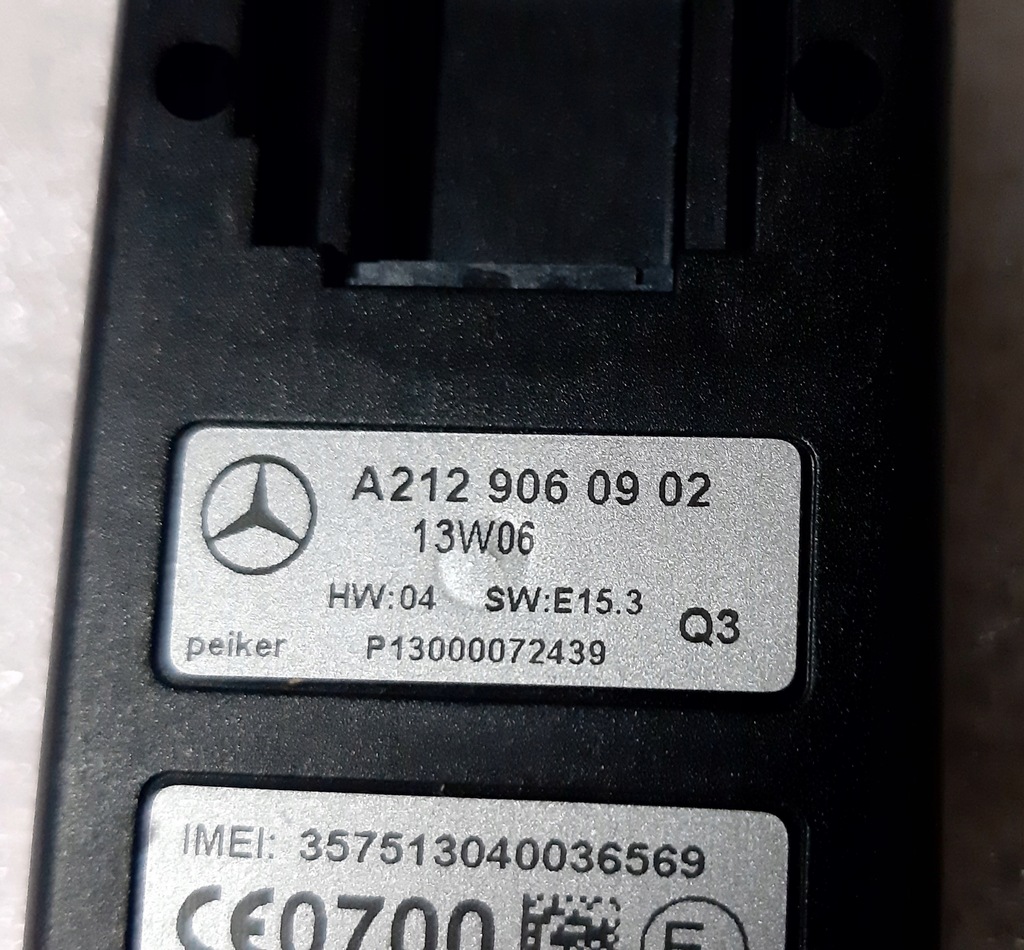 A212 906 09 02
13W06
HW:04 SW:E15.3
Q3
peiker P13000072439
IMEI: 357513040036569
CE0700 E